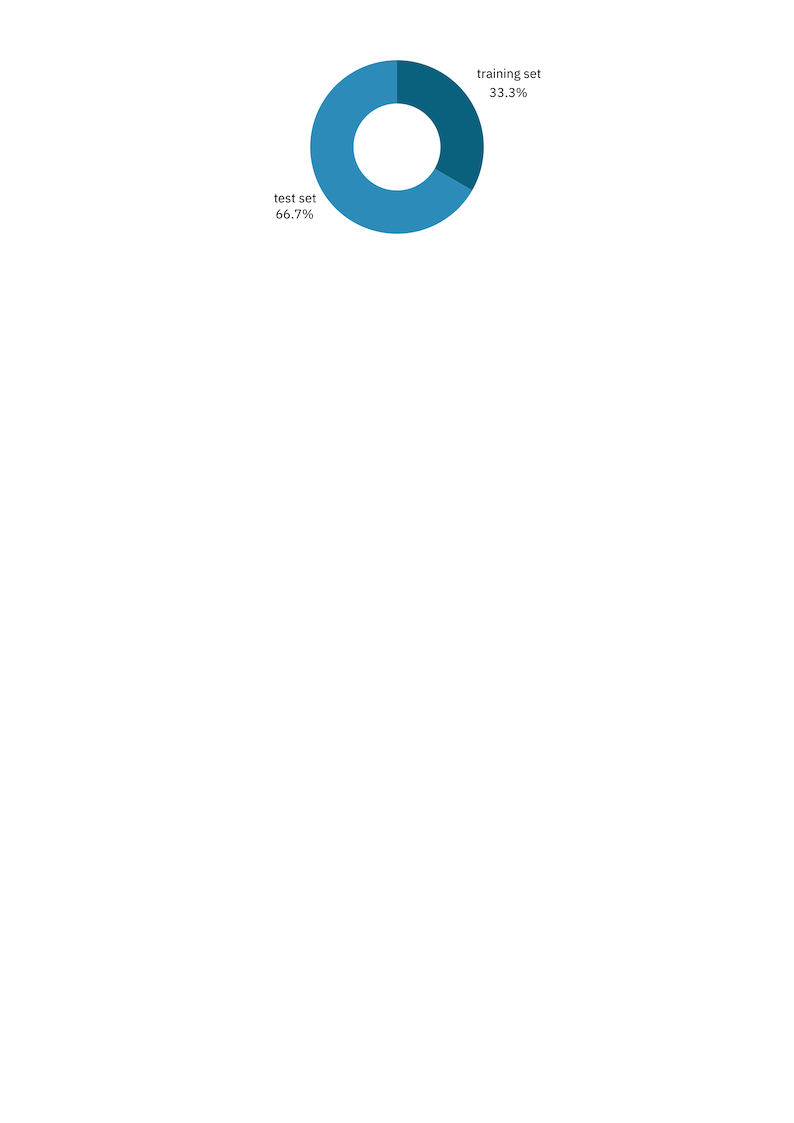 training set
33.3%
test set
66.7%